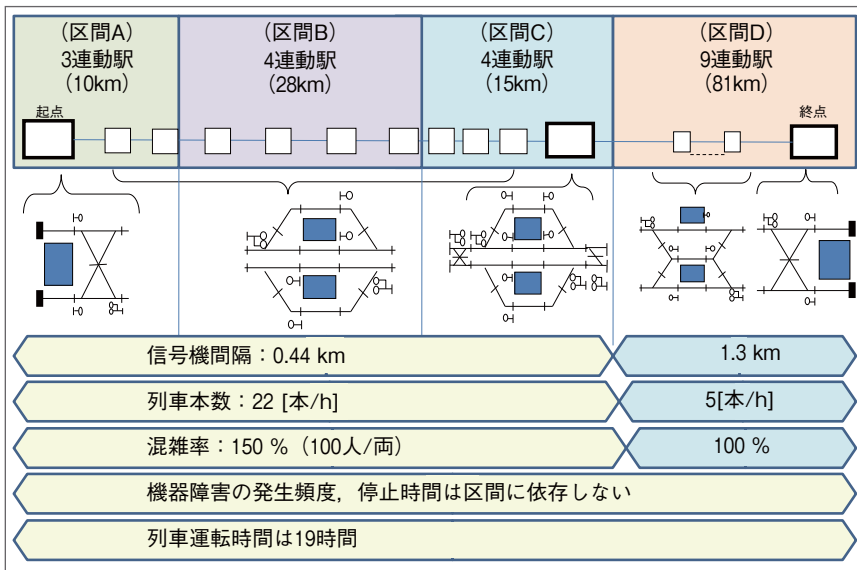 (区間A)
3連動駅
(10km)
(区間B)
4連動駅
(28km)
(区間C)
4連動駅
(15km)
(区間D)
9連動駅
(81km)
起点
終点
信号機間隔：0.44 km
1.3 km
列車本数：22 [本/h]
5[本/h]
混雑率：150 %（100人/両）
100 %
機器障害の発生頻度，停止時間は区間に依存しない
列車運転時間は19時間